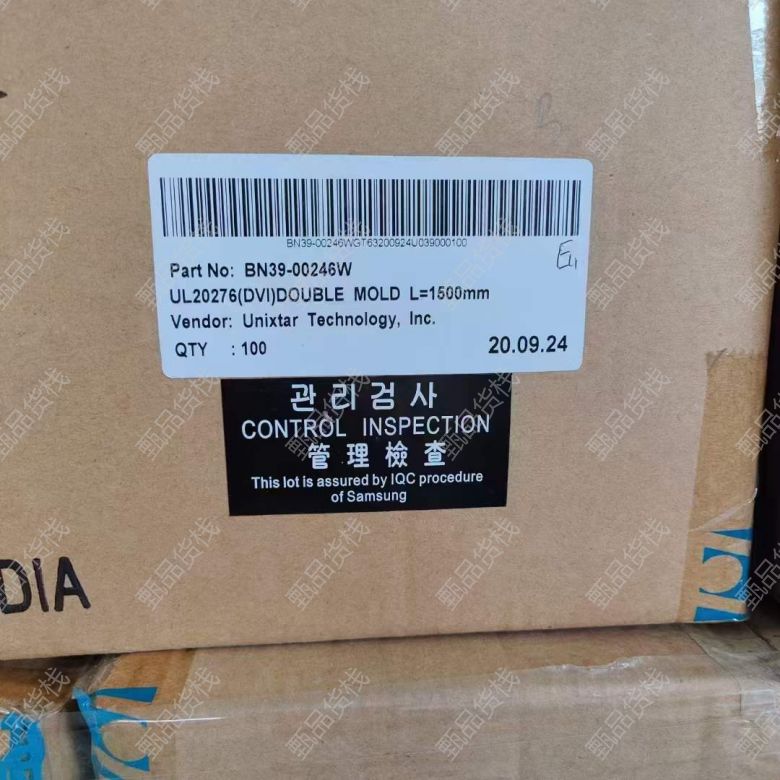 BN39-00246WGT63200924U039000100
Part No: BN39-00246W
UL20276(DVI)DOUBLE MOLD L=1500mm
Vendor: Unixtar Technology, Inc.
QTY : 100
20.09.24
관리검사
CONTROL INSPECTION
管理檢查
This lot is assured by IQC procedure
of Samsung
DIA
甄品货栈